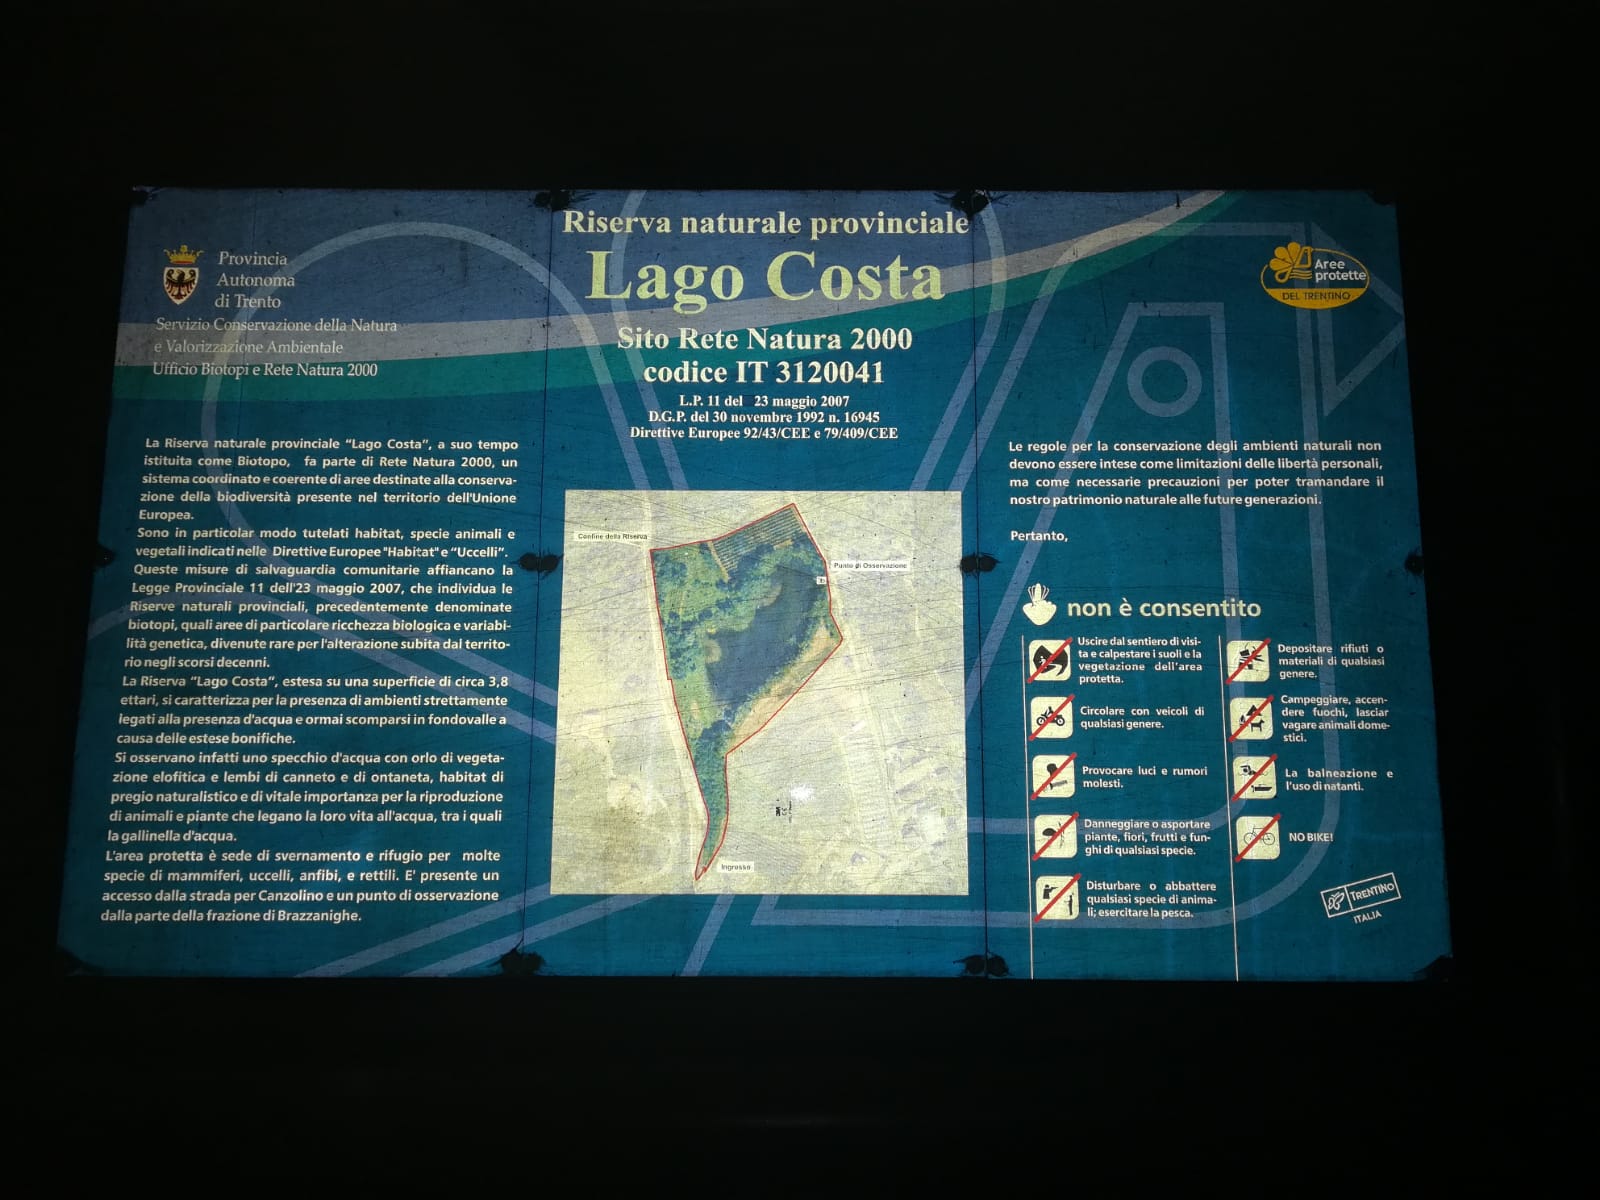 Riserva naturale provinciale
Lago Costa
Sito Rete Natura 2000
codice IT 3120041
L.P. 11 del 23 maggio 2007
D.G.P. del 30 novembre 1992 n. 16945
Direttive Europee 92/43/CEE e 79/409/CEE
Provincia
Autonoma
di Trento
Servizio Conservazione della Natura
e Valorizzazione Ambientale
Ufficio Biotopi e Rete Natura 2000
La Riserva naturale provinciale “Lago Costa”, a suo tempo
istituita come Biotopo, fa parte di Rete Natura 2000, un
sistema coordinato e coerente di aree destinate alla conserva-
zione della biodiversità presente nel territorio dell'Unione
Europea.
Sono in particolar modo tutelati habitat, specie animali e
vegetali indicati nelle Direttive Europee "Habitat" e “Uccelli”.
Queste misure di salvaguardia comunitarie affiancano la
Legge Provinciale 11 dell'23 maggio 2007, che individua le
Riserve naturali provinciali, precedentemente denominate
biotopi, quali aree di particolare ricchezza biologica e variabi-
lità genetica, divenute rare per l'alterazione subita dal territo-
rio negli scorsi decenni.
La Riserva “Lago Costa”, estesa su una superficie di circa 3,8
ettari, si caratterizza per la presenza di ambienti strettamente
legati alla presenza d'acqua e ormai scomparsi in fondovalle a
causa delle estese bonifiche.
Si osservano infatti uno specchio d'acqua con orlo di vegeta-
zione elofitica e lembi di canneto e di ontaneta, habitat di
pregio naturalistico e di vitale importanza per la riproduzione
di animali e piante che legano la loro vita all'acqua, tra i quali
la gallinella d'acqua.
L'area protetta è sede di svernamento e rifugio per molte
specie di mammiferi, uccelli, anfibi, e rettili. E' presente un
accesso dalla strada per Canzolino e un punto di osservazione
dalla parte della frazione di Brazzanighe.
Confine della Riserva
Punto di Osservazione
Ingresso
Aree
protette
DEL TRENTINO
Le regole per la conservazione degli ambienti naturali non
devono essere intese come limitazioni delle libertà personali,
ma come necessarie precauzioni per poter tramandare il
nostro patrimonio naturale alle future generazioni.
Pertanto,
non è consentito
Uscire dal sentiero di visi-
ta e calpestare i suoli e la
vegetazione dell'area
protetta.
Circolare con veicoli di
qualsiasi genere.
Provocare luci e rumori
molesti.
Danneggiare o asportare
piante, fiori, frutti e fun-
ghi di qualsiasi specie.
Disturbare o abbattere
qualsiasi specie di anima-
li; esercitare la pesca.
Depositare rifiuti o
materiali di qualsiasi
genere.
Campeggiare, accen-
dere fuochi, lasciar
vagare animali dome-
stici.
La balneazione e
l'uso di natanti.
NO BIKE!
TRENTINO
ITALIA